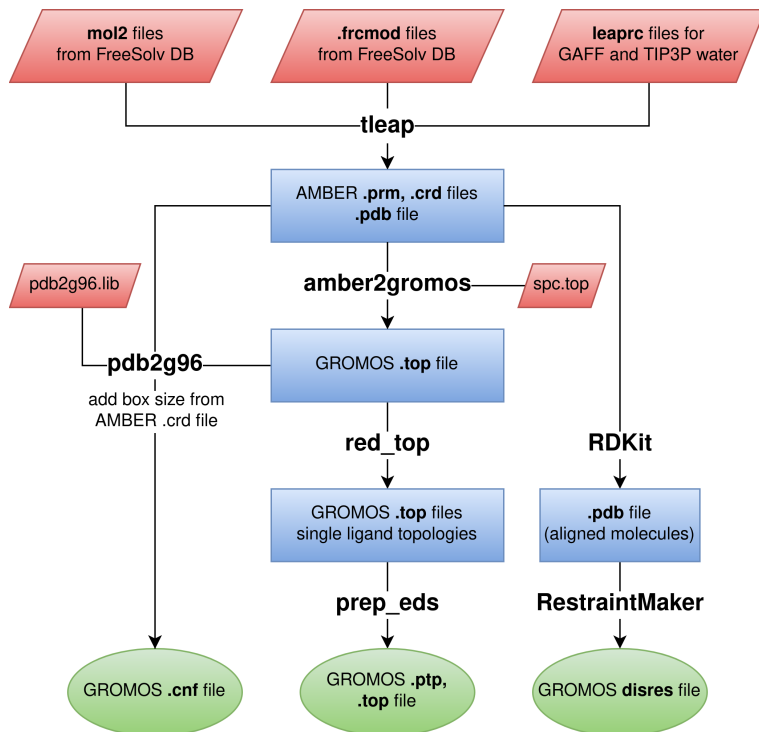 mol2 files
from FreeSolv DB
.frcmod files
from FreeSolv DB
leaprc files for
GAFF and TIP3P water
tleap
AMBER .prm, .crd files
.pdb file
pdb2g96.lib
amber2gromos
spc.top
pdb2g96
GROMOS .top file
add box size from
AMBER .crd file
red_top
RDKit
GROMOS .top files
single ligand topologies
.pdb file
(aligned molecules)
prep_eds
RestraintMaker
GROMOS .cnf file
GROMOS .ptp,
.top file
GROMOS disres file